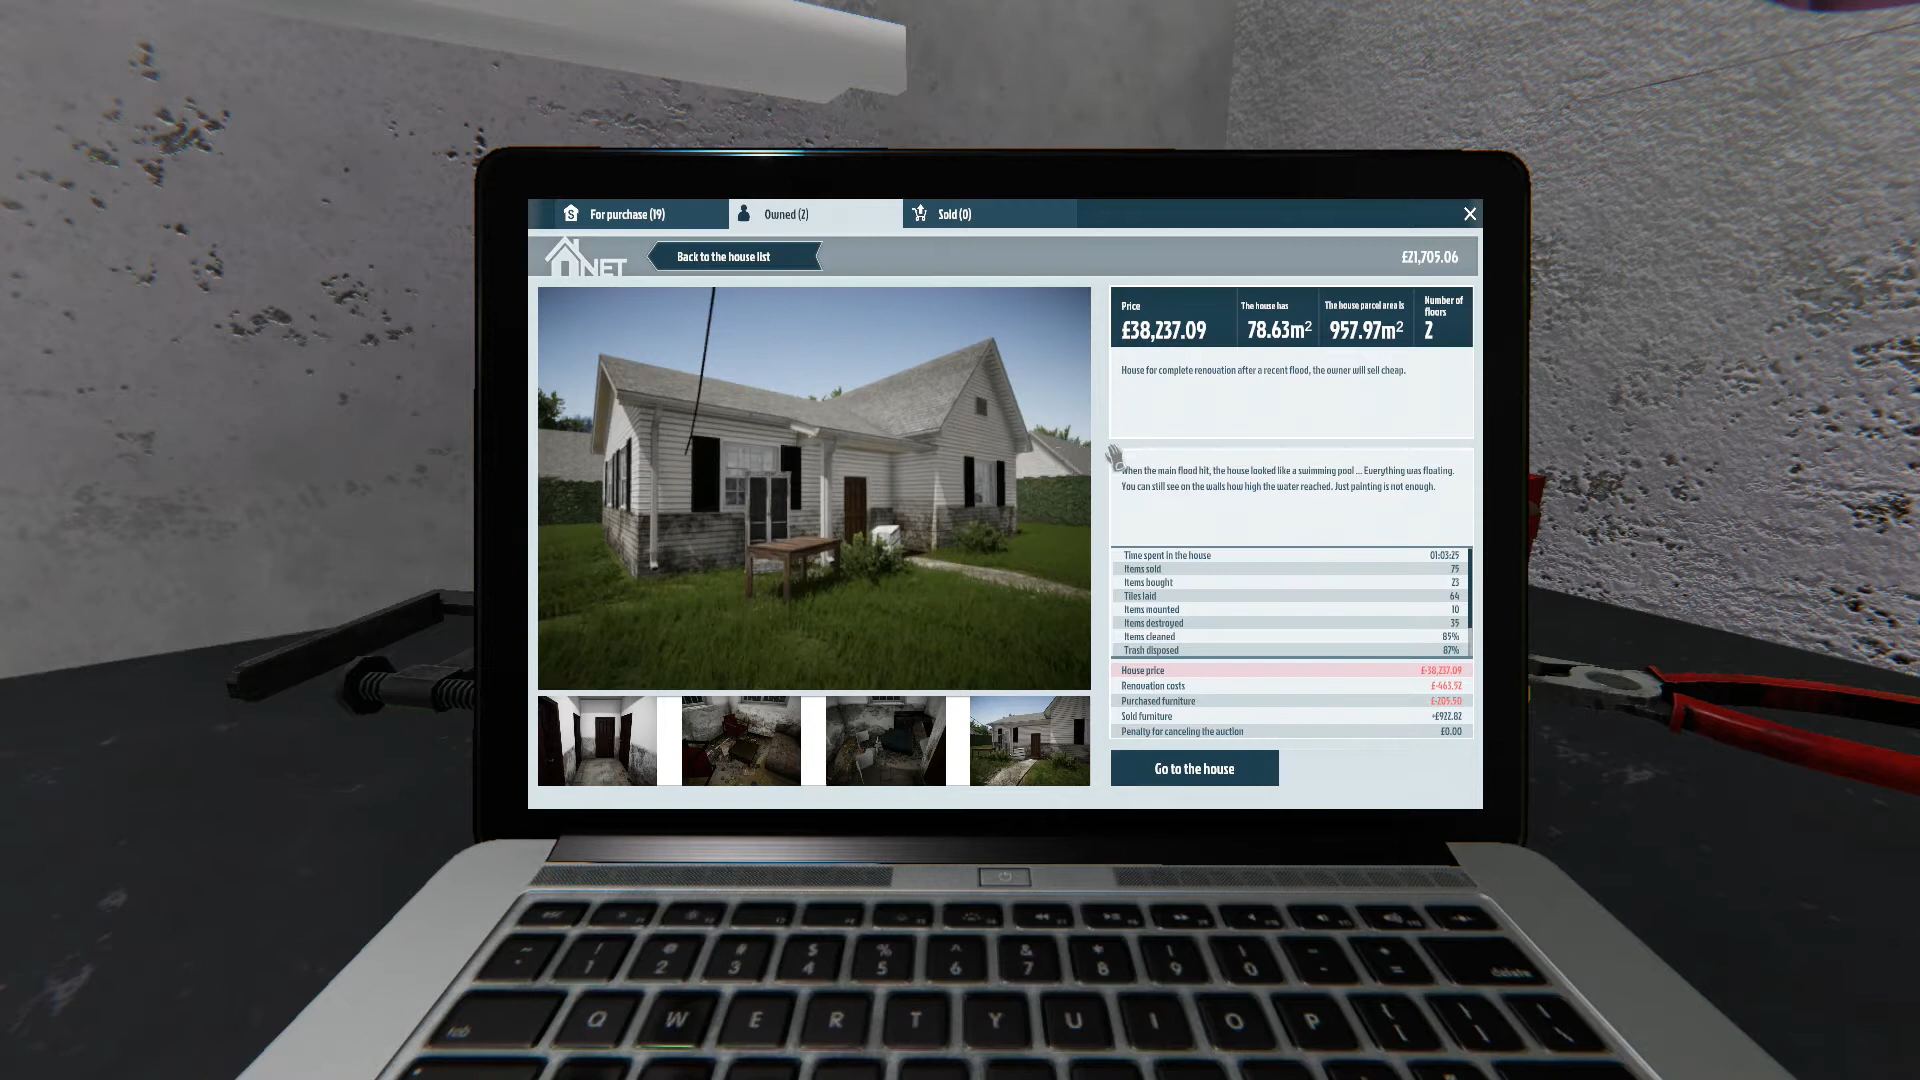 For purchase (19)
Owned (2)
Sold (0)
NET
Back to the house list
£21,705.06
Price
£38,237.09
The house has
78.63m²
The house parcel area is
957.97m²
Number of
floors
2
House for complete renovation after a recent flood, the owner will sell cheap.
When the main flood hit, the house looked like a swimming pool ... Everything was floating.
You can still see on the walls how high the water reached. Just painting is not enough.
Time spent in the house 01:03:25
Items sold 75
Items bought 23
Tiles laid 64
Items mounted 10
Items destroyed 35
Items cleaned 85%
Trash disposed 87%
House price £-38,237.09
Renovation costs £-463.52
Purchased furniture £-209.50
Sold furniture +£922.82
Penalty for canceling the auction £0.00
Go to the house
esc
~ ! 1 @ 2 # 3 $ 4 % 5 ^ 6 & 7 * 8 ( 9 ) 0 - + = delete
tab Q W E R T Y U I O P { [ } ] | \